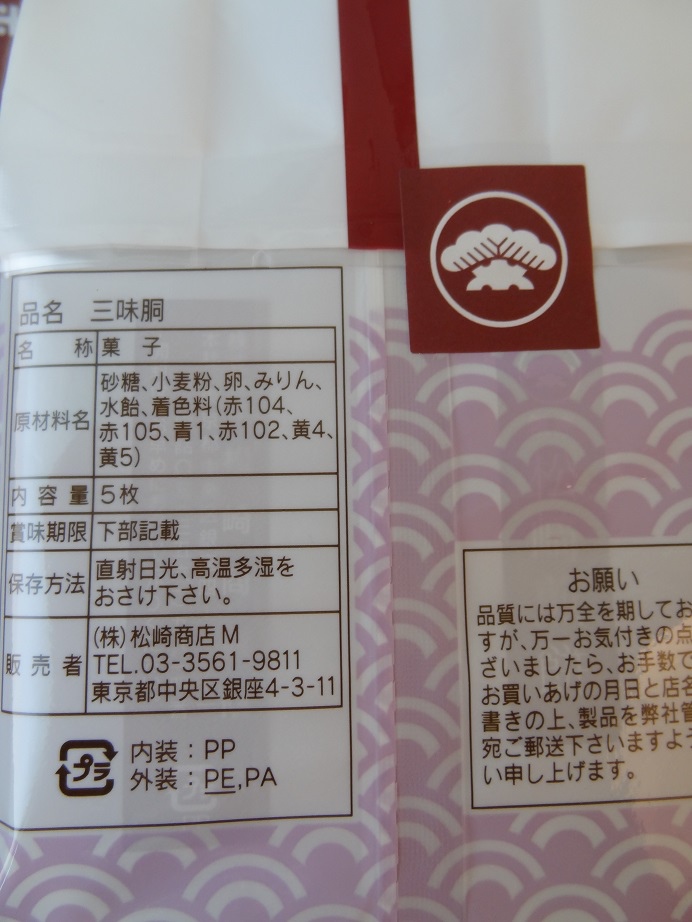 品名 三味胴
名 称 菓 子
原材料名 砂糖、小麦粉、卵、みりん、
水飴、着色料(赤104、
赤105、青1、赤102、黄4、
黄5)
内 容 量 5枚
賞味期限 下部記載
保存方法 直射日光、高温多湿を
おさけ下さい。
販 売 者 (株)松崎商店M
TEL.03-3561-9811
東京都中央区銀座4-3-11
プラ
内装：PP
外装：PE,PA
お願い
品質には万全を期してお
すが、万一お気付きの点
ざいましたら、お手数で
お買いあげの月日と店名
書きの上、製品を弊社管
宛ご郵送下さいますよう
い申し上げます。